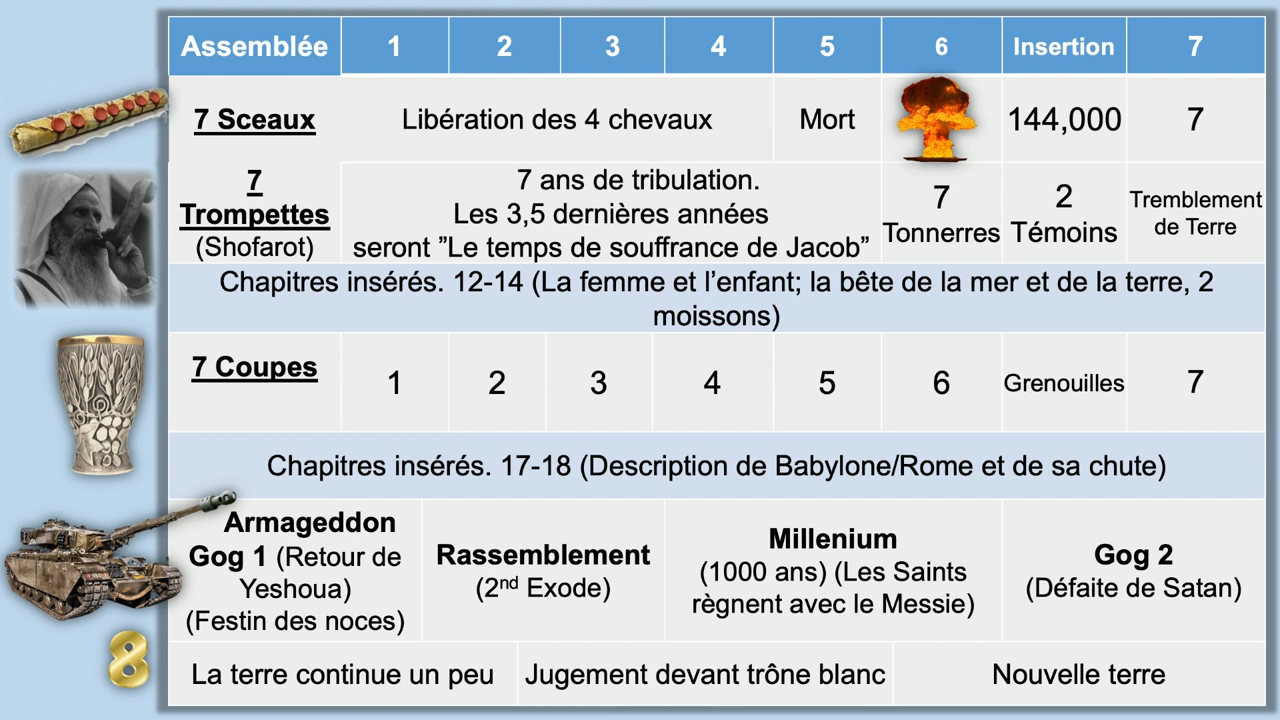 Assemblée 1 2 3 4 5 6 Insertion 7
7 Sceaux Libération des 4 chevaux Mort 144,000 7
7
Trompettes
(Shofarot)
7 ans de tribulation.
Les 3,5 dernières années
seront ”Le temps de souffrance de Jacob”
7
Tonnerres
2
Témoins
Tremblement
de Terre
Chapitres insérés. 12-14 (La femme et l’enfant; la bête de la mer et de la terre, 2
moissons)
7 Coupes 1 2 3 4 5 6 Grenouilles 7
Chapitres insérés. 17-18 (Description de Babylone/Rome et de sa chute)
Armageddon
Gog 1 (Retour de
Yeshoua)
(Festin des noces)
Rassemblement
(2nd Exode)
Millenium
(1000 ans) (Les Saints
règnent avec le Messie)
Gog 2
(Défaite de Satan)
8
La terre continue un peu Jugement devant trône blanc Nouvelle terre